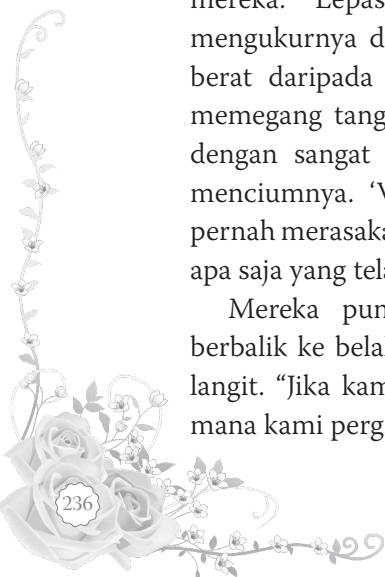 mereka. Lepas
mengukurnya d
berat daripada
memegang tang
dengan sangat
menciumnya. ‘V
pernah merasaka
apa saja yang tela
Mereka pun
berbalik ke bela
langit. “Jika kam
mana kami perg
236